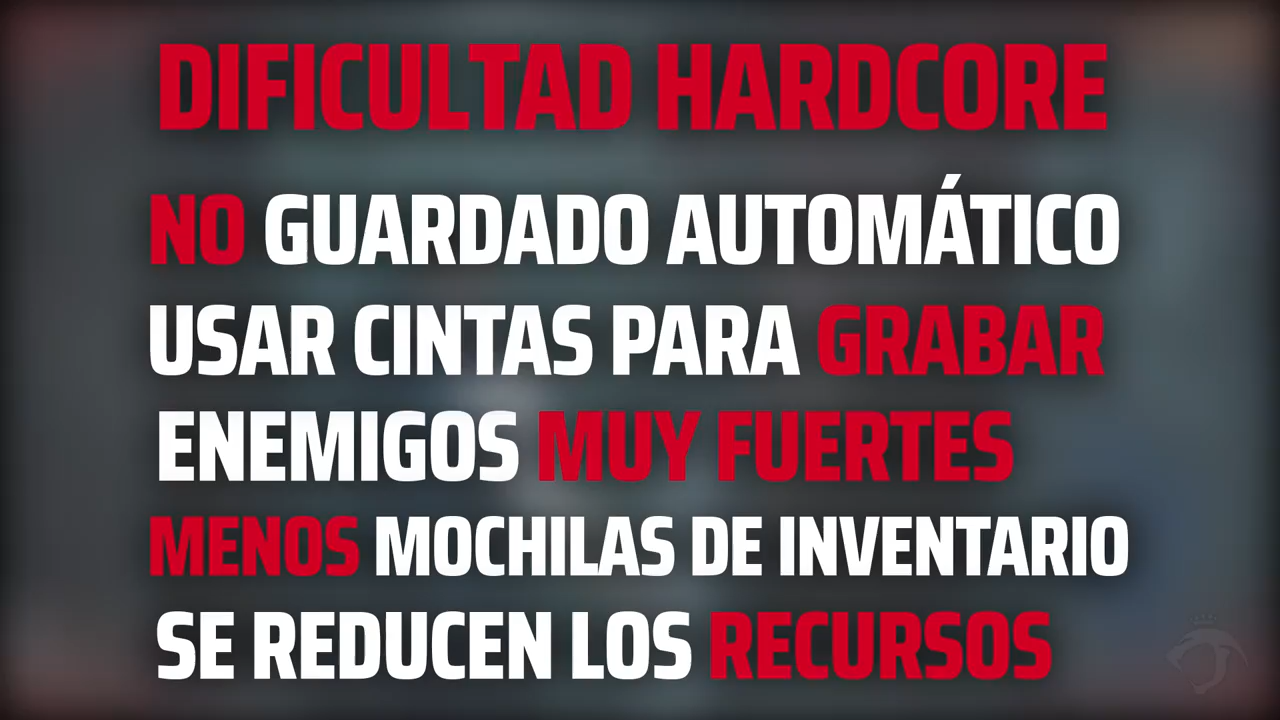 DIFICULTAD HARDCORE
NO GUARDADO AUTOMÁTICO
USAR CINTAS PARA GRABAR
ENEMIGOS MUY FUERTES
MENOS MOCHILAS DE INVENTARIO
SE REDUCEN LOS RECURSOS